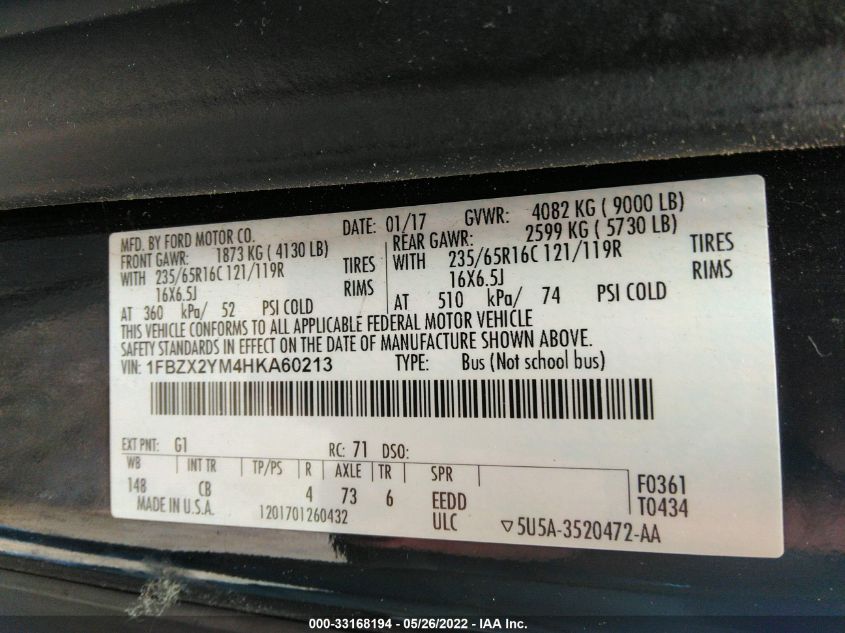 MFD. BY FORD MOTOR CO. DATE: 01/17 GVWR: 4082 KG ( 9000 LB)
FRONT GAWR: 1873 KG ( 4130 LB) REAR GAWR: 2599 KG ( 5730 LB)
WITH 235/65R16C 121/119R TIRES WITH 235/65R16C 121/119R TIRES
16X6.5J RIMS 16X6.5J RIMS
AT 360 kPa/ 52 PSI COLD AT 510 kPa/ 74 PSI COLD
THIS VEHICLE CONFORMS TO ALL APPLICABLE FEDERAL MOTOR VEHICLE
SAFETY STANDARDS IN EFFECT ON THE DATE OF MANUFACTURE SHOWN ABOVE.
VIN: 1FBZX2YM4HKA60213 TYPE: Bus (Not school bus)
EXT PNT: G1 RC: 71 DSO:
WB INT TR TP/PS R AXLE TR SPR
148 CB 4 73 6 EEDD F0361
MADE IN U.S.A. 1201701260432 ULC T0434
▽5U5A-3520472-AA
000-33168194 - 05/26/2022 - IAA Inc.